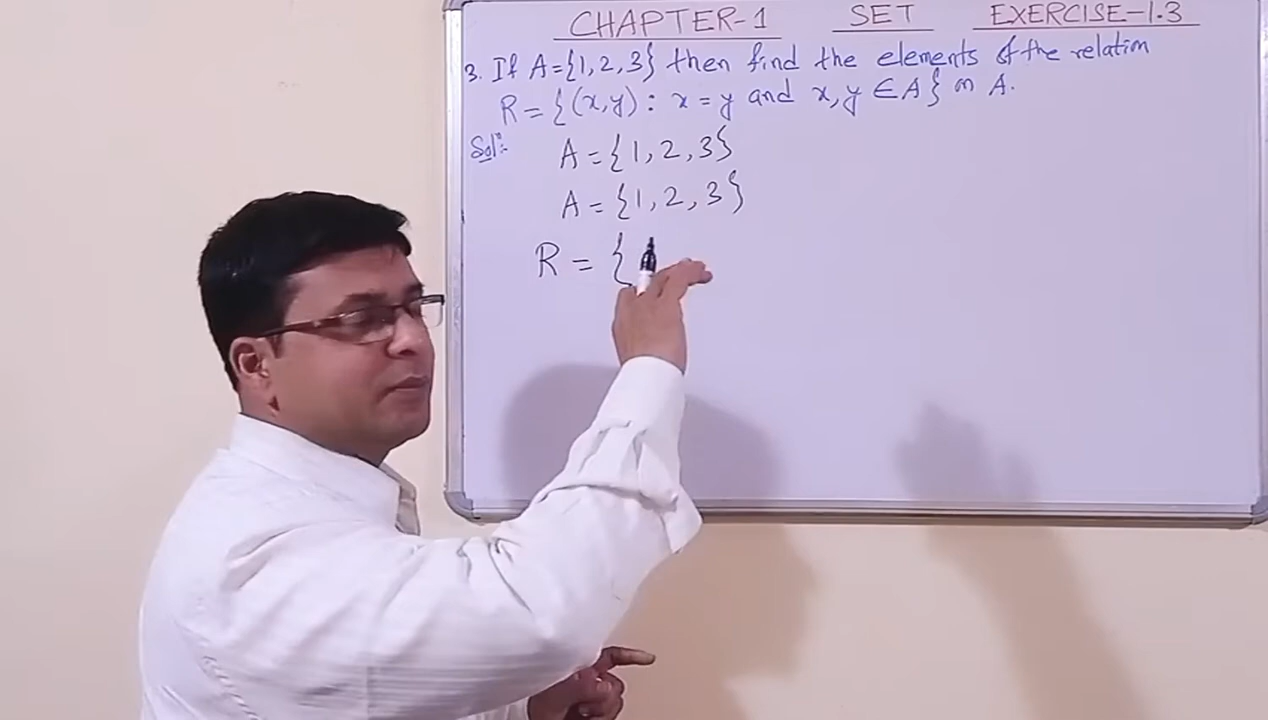 CHAPTER-1 SET EXERCISE-1.3
3. If A={1,2,3} then find the elements of the relation
R={(x,y): x=y and x,y ∈A} on A.
Sol:-
A={1,2,3}
A={1,2,3}
R={